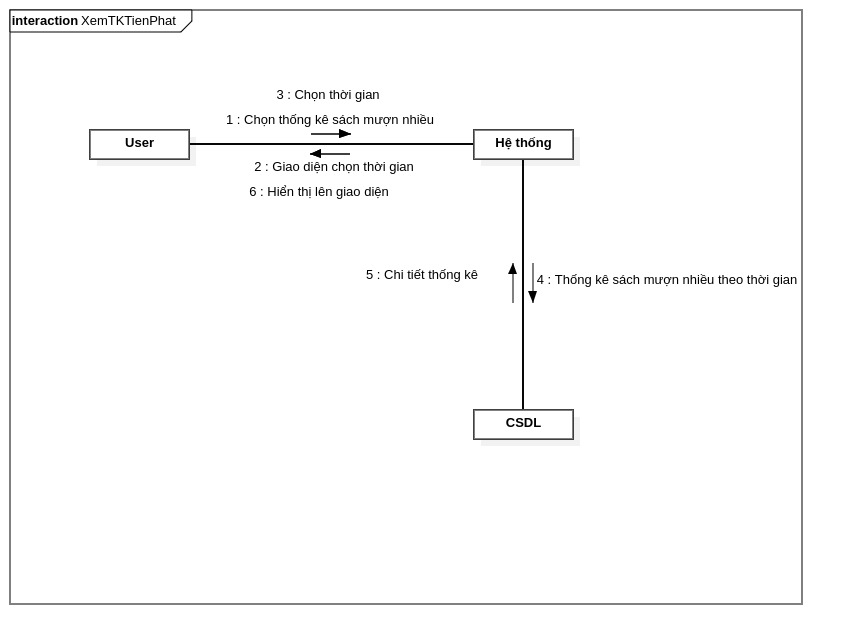 interaction XemTKTienPhat
3 : Chọn thời gian
1 : Chọn thống kê sách mượn nhiều
User
Hệ thống
2 : Giao diện chọn thời gian
6 : Hiển thị lên giao diện
5 : Chi tiết thống kê
4 : Thống kê sách mượn nhiều theo thời gian
CSDL